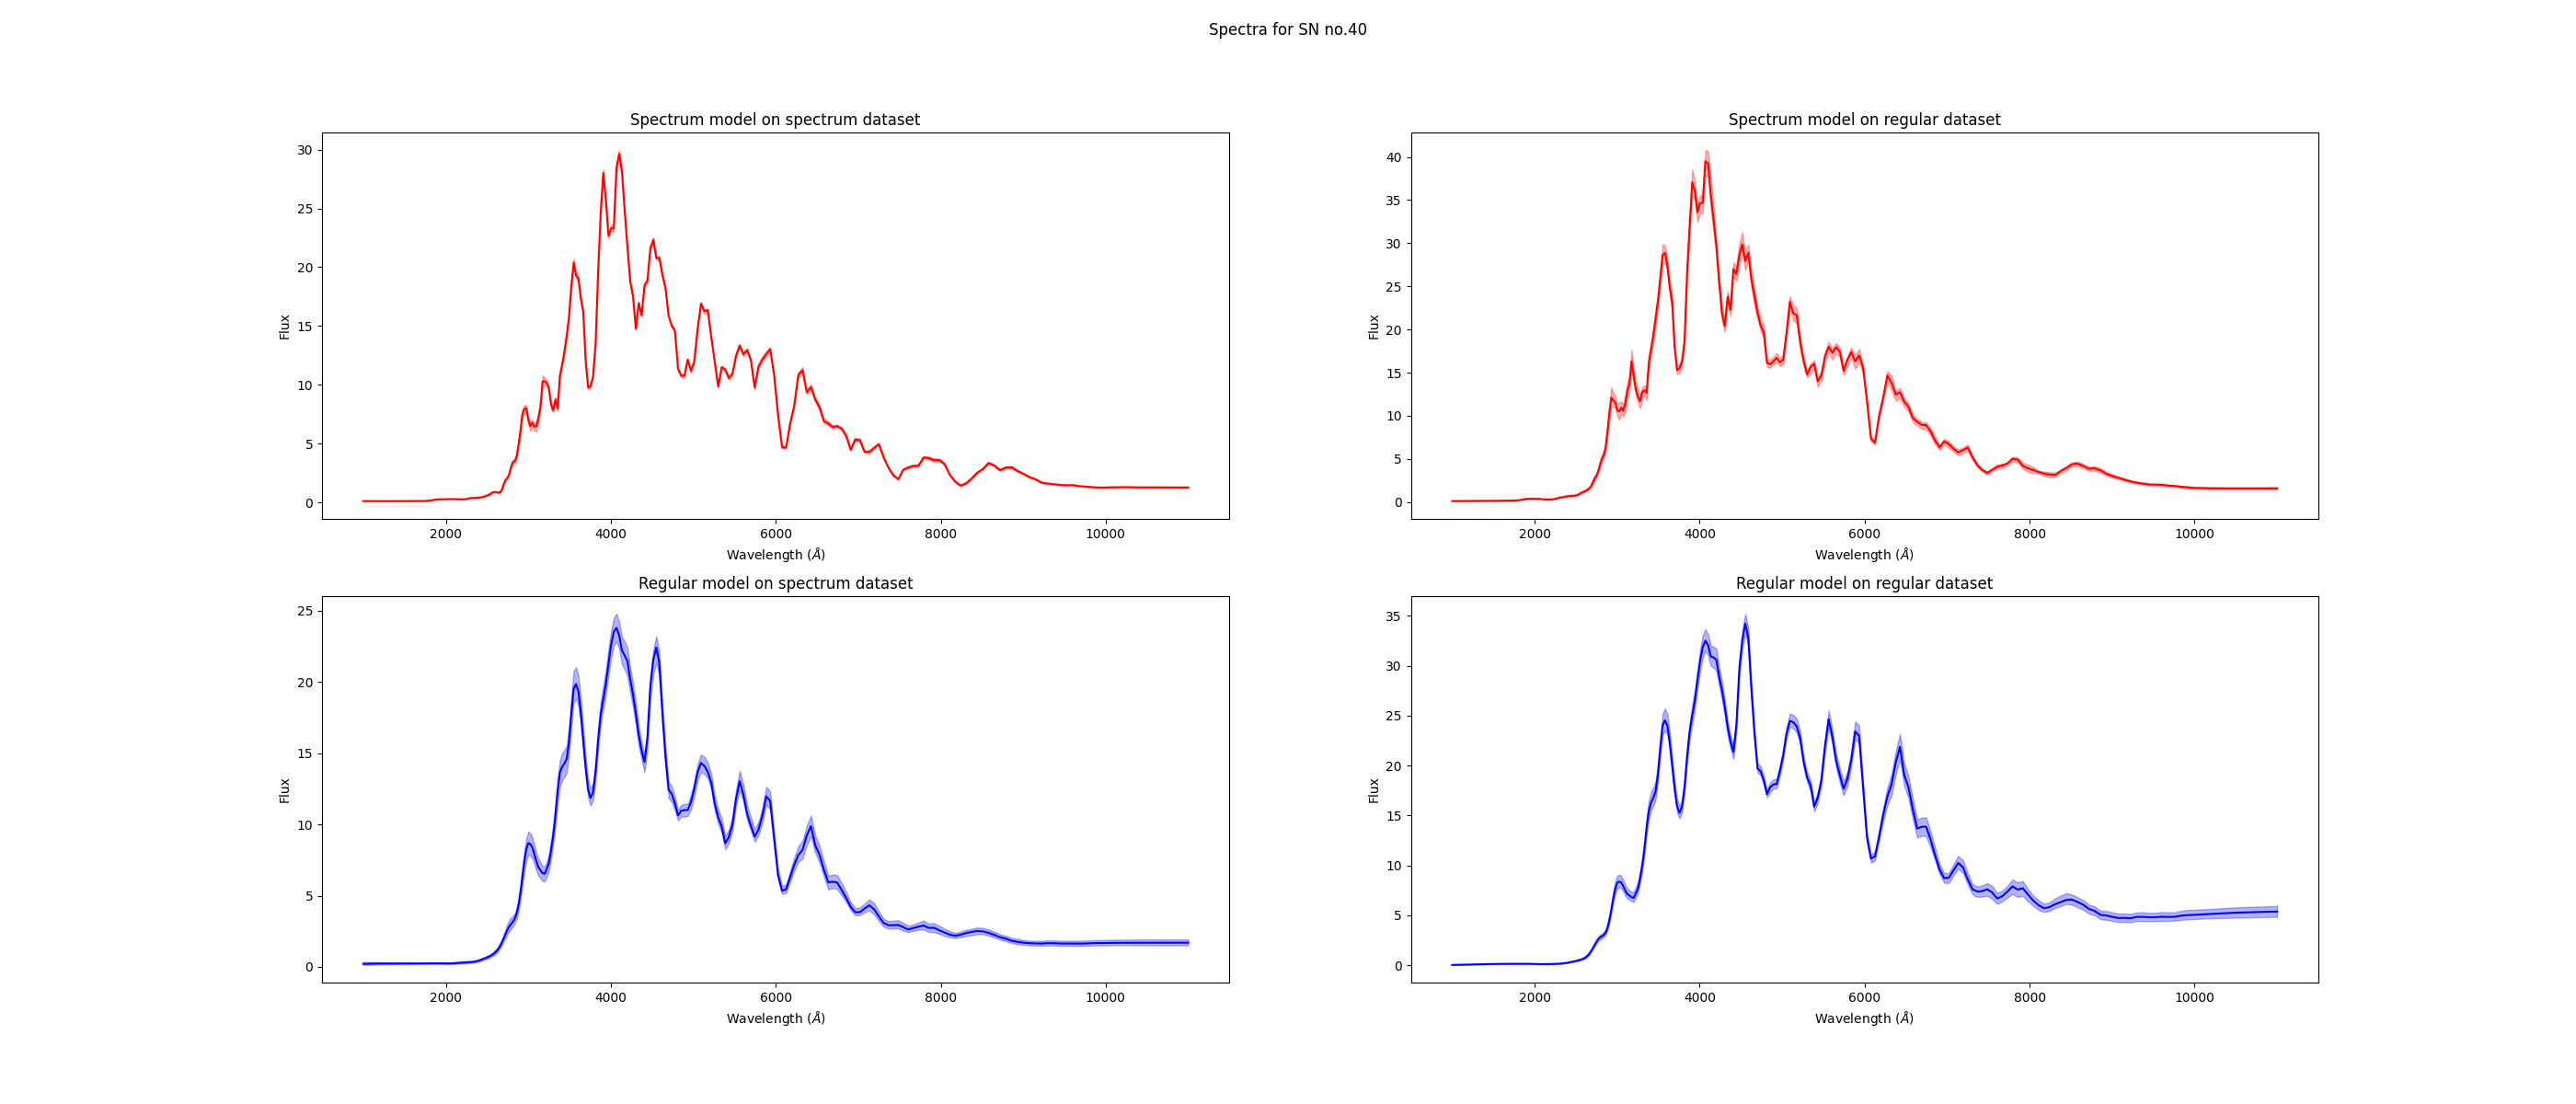 Spectra for SN no.40
Spectrum model on spectrum dataset
30
25
20
15
10
5
0
Flux
2000 4000 6000 8000 10000
Wavelength (Å)
Spectrum model on regular dataset
40
35
30
25
20
15
10
5
0
Flux
2000 4000 6000 8000 10000
Wavelength (Å)
Regular model on spectrum dataset
25
20
15
10
5
0
Flux
2000 4000 6000 8000 10000
Wavelength (Å)
Regular model on regular dataset
35
30
25
20
15
10
5
0
Flux
2000 4000 6000 8000 10000
Wavelength (Å)